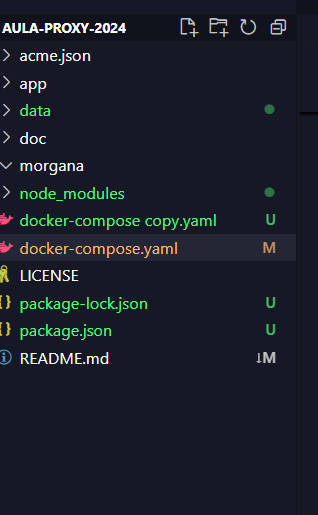 AULA-PROXY-2024
acme.json
app
data
doc
morgana
node_modules
docker-compose copy.yaml U
docker-compose.yaml M
LICENSE
package-lock.json U
package.json U
README.md ↓M